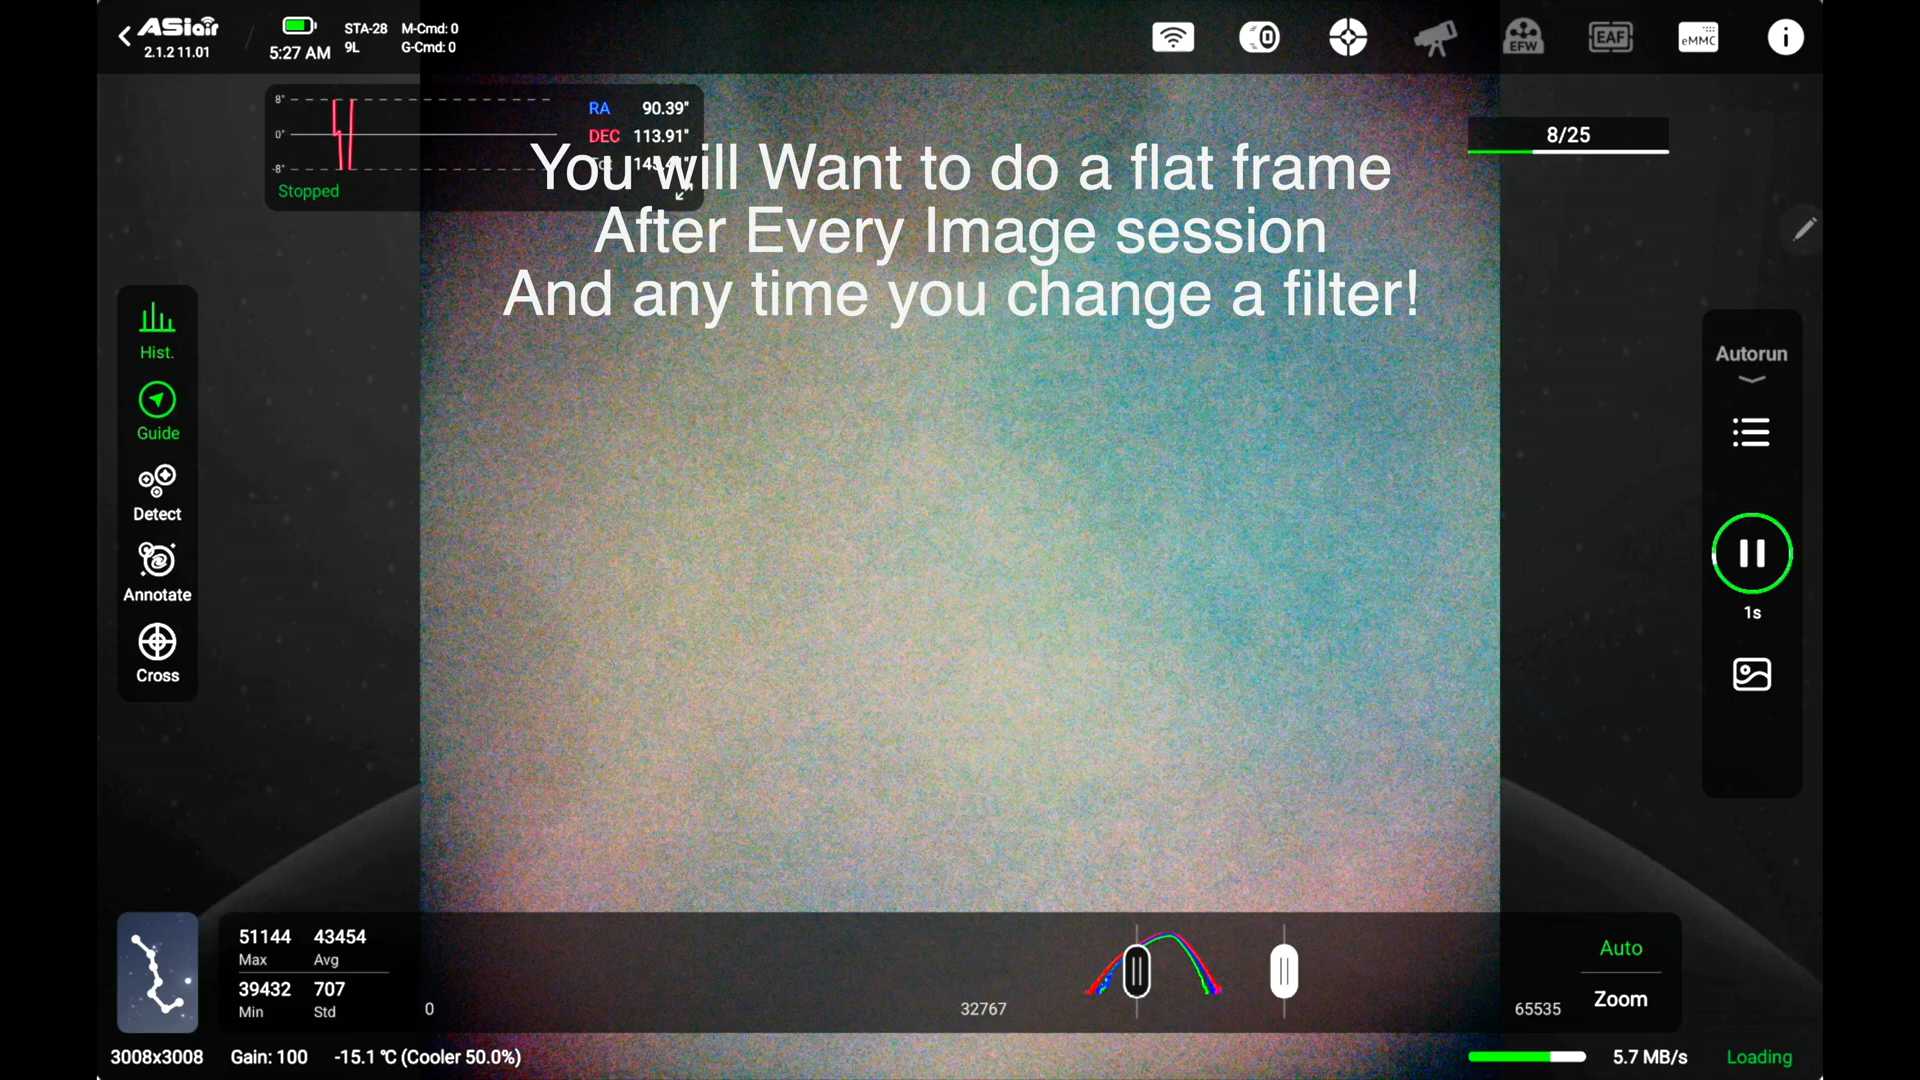 ASIair
2.1.2 11.01
5:27 AM
STA-28
9L
M-Cmd: 0
G-Cmd: 0
EFW
EAF
eMMC
8"
0"
-8"
Stopped
RA 90.39"
DEC 113.91"
8/25
You will Want to do a flat frame
After Every Image session
And any time you change a filter!
Hist.
Guide
Detect
Annotate
Cross
Autorun
1s
51144 43454
Max Avg
39432 707
Min Std
0
32767
65535
Auto
Zoom
3008x3008
Gain: 100
-15.1 ℃ (Cooler 50.0%)
5.7 MB/s
Loading